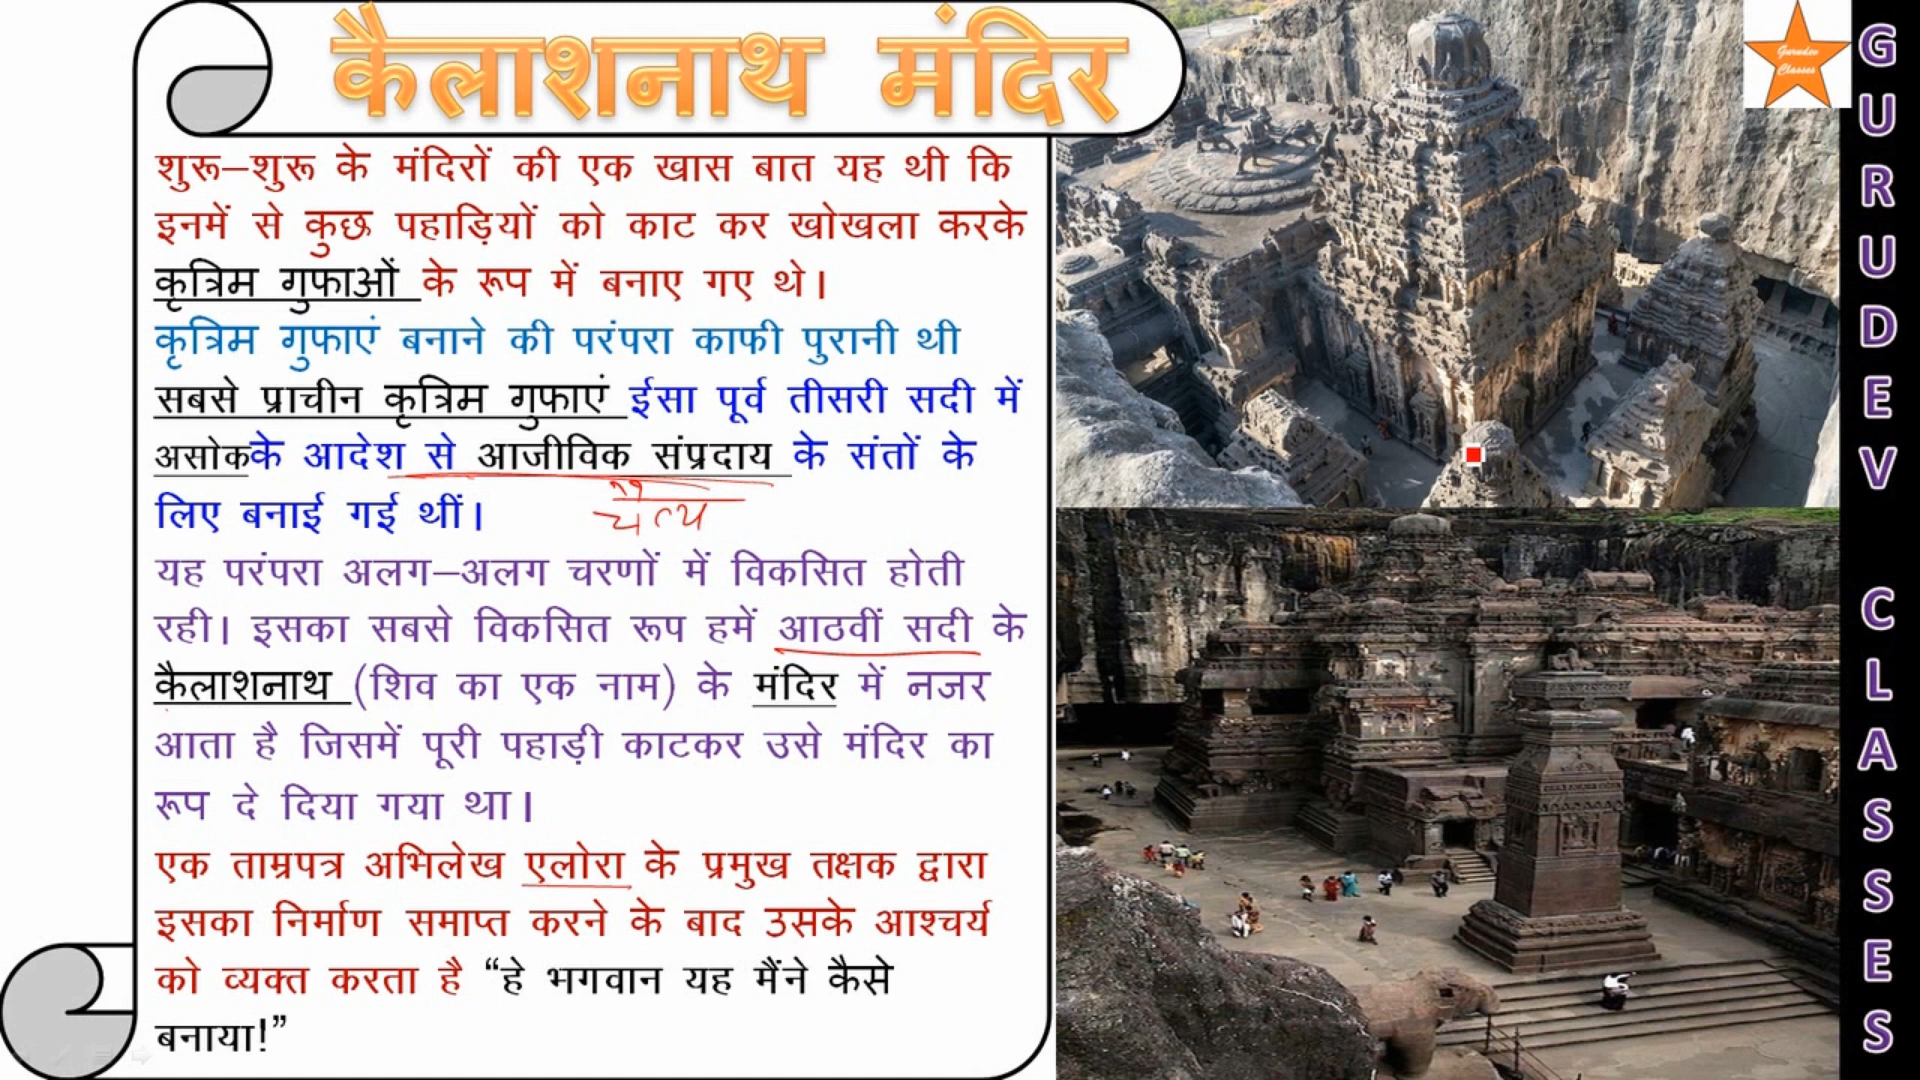 कैलाशनाथ मंदिर
शुरू–शुरू के मंदिरों की एक खास बात यह थी कि
इनमें से कुछ पहाड़ियों को काट कर खोखला करके
कृत्रिम गुफाओं के रूप में बनाए गए थे।
कृत्रिम गुफाएं बनाने की परंपरा काफी पुरानी थी
सबसे प्राचीन कृत्रिम गुफाएं ईसा पूर्व तीसरी सदी में
असोकके आदेश से आजीविक संप्रदाय के संतों के
लिए बनाई गई थीं।
चैत्य
यह परंपरा अलग–अलग चरणों में विकसित होती
रही। इसका सबसे विकसित रूप हमें आठवीं सदी के
कैलाशनाथ (शिव का एक नाम) के मंदिर में नजर
आता है जिसमें पूरी पहाड़ी काटकर उसे मंदिर का
रूप दे दिया गया था।
एक ताम्रपत्र अभिलेख एलोरा के प्रमुख तक्षक द्वारा
इसका निर्माण समाप्त करने के बाद उसके आश्चर्य
को व्यक्त करता है “हे भगवान यह मैंने कैसे
बनाया!”
Gurudev
Classes
GURUDEV CLASSES